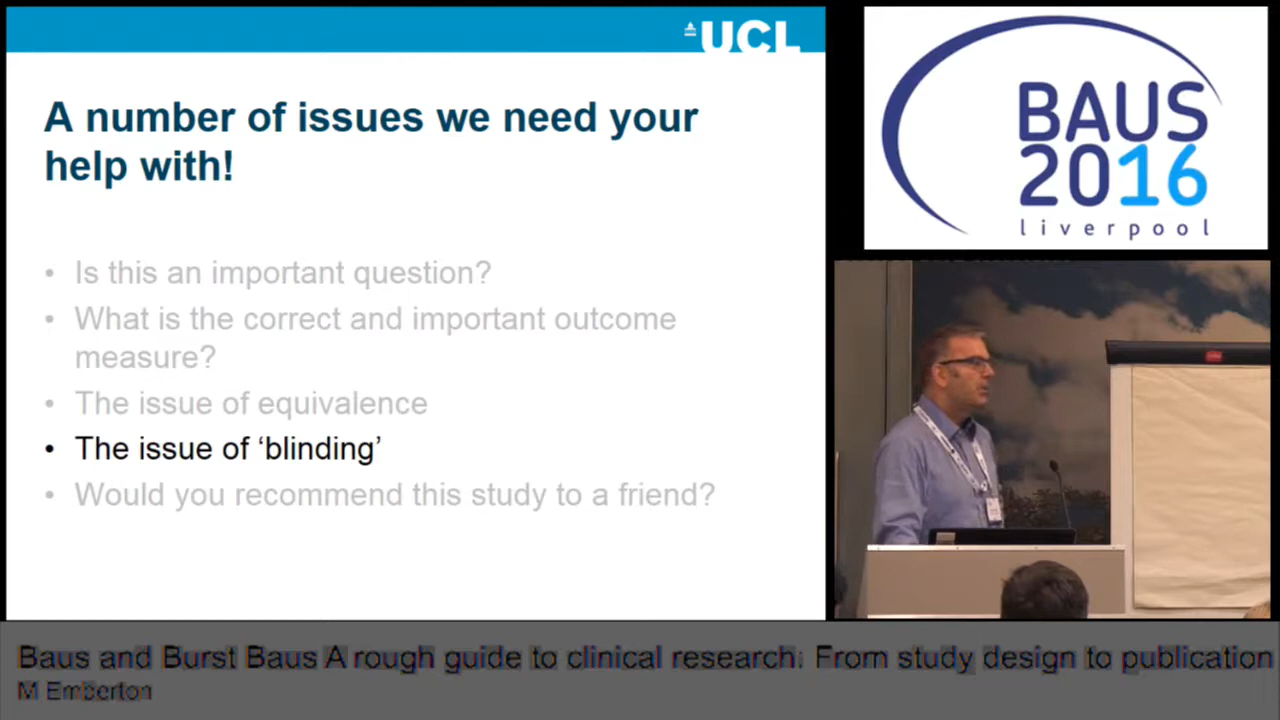 UCL
A number of issues we need your
help with!
• Is this an important question?
• What is the correct and important outcome
measure?
• The issue of equivalence
• The issue of ‘blinding’
• Would you recommend this study to a friend?
BAUS
2016
liverpool
Baus and Burst Baus A rough guide to clinical research: From study design to publication
M Emberton